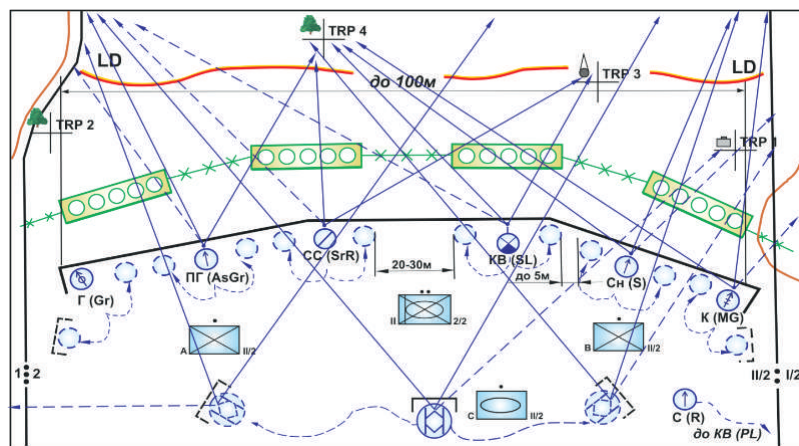 TRP 4
LD
LD
до 100м
TRP 3
TRP 2
TRP 1
СС (SrR)
КВ (SL)
20-30м
до 5м
ПГ (AsGr)
Сн (S)
Г (Gr)
К (MG)
II
2/2
A
II/2
B
II/2
1
2
II/2
I/2
C
II/2
С (R)
до КВ (PL)